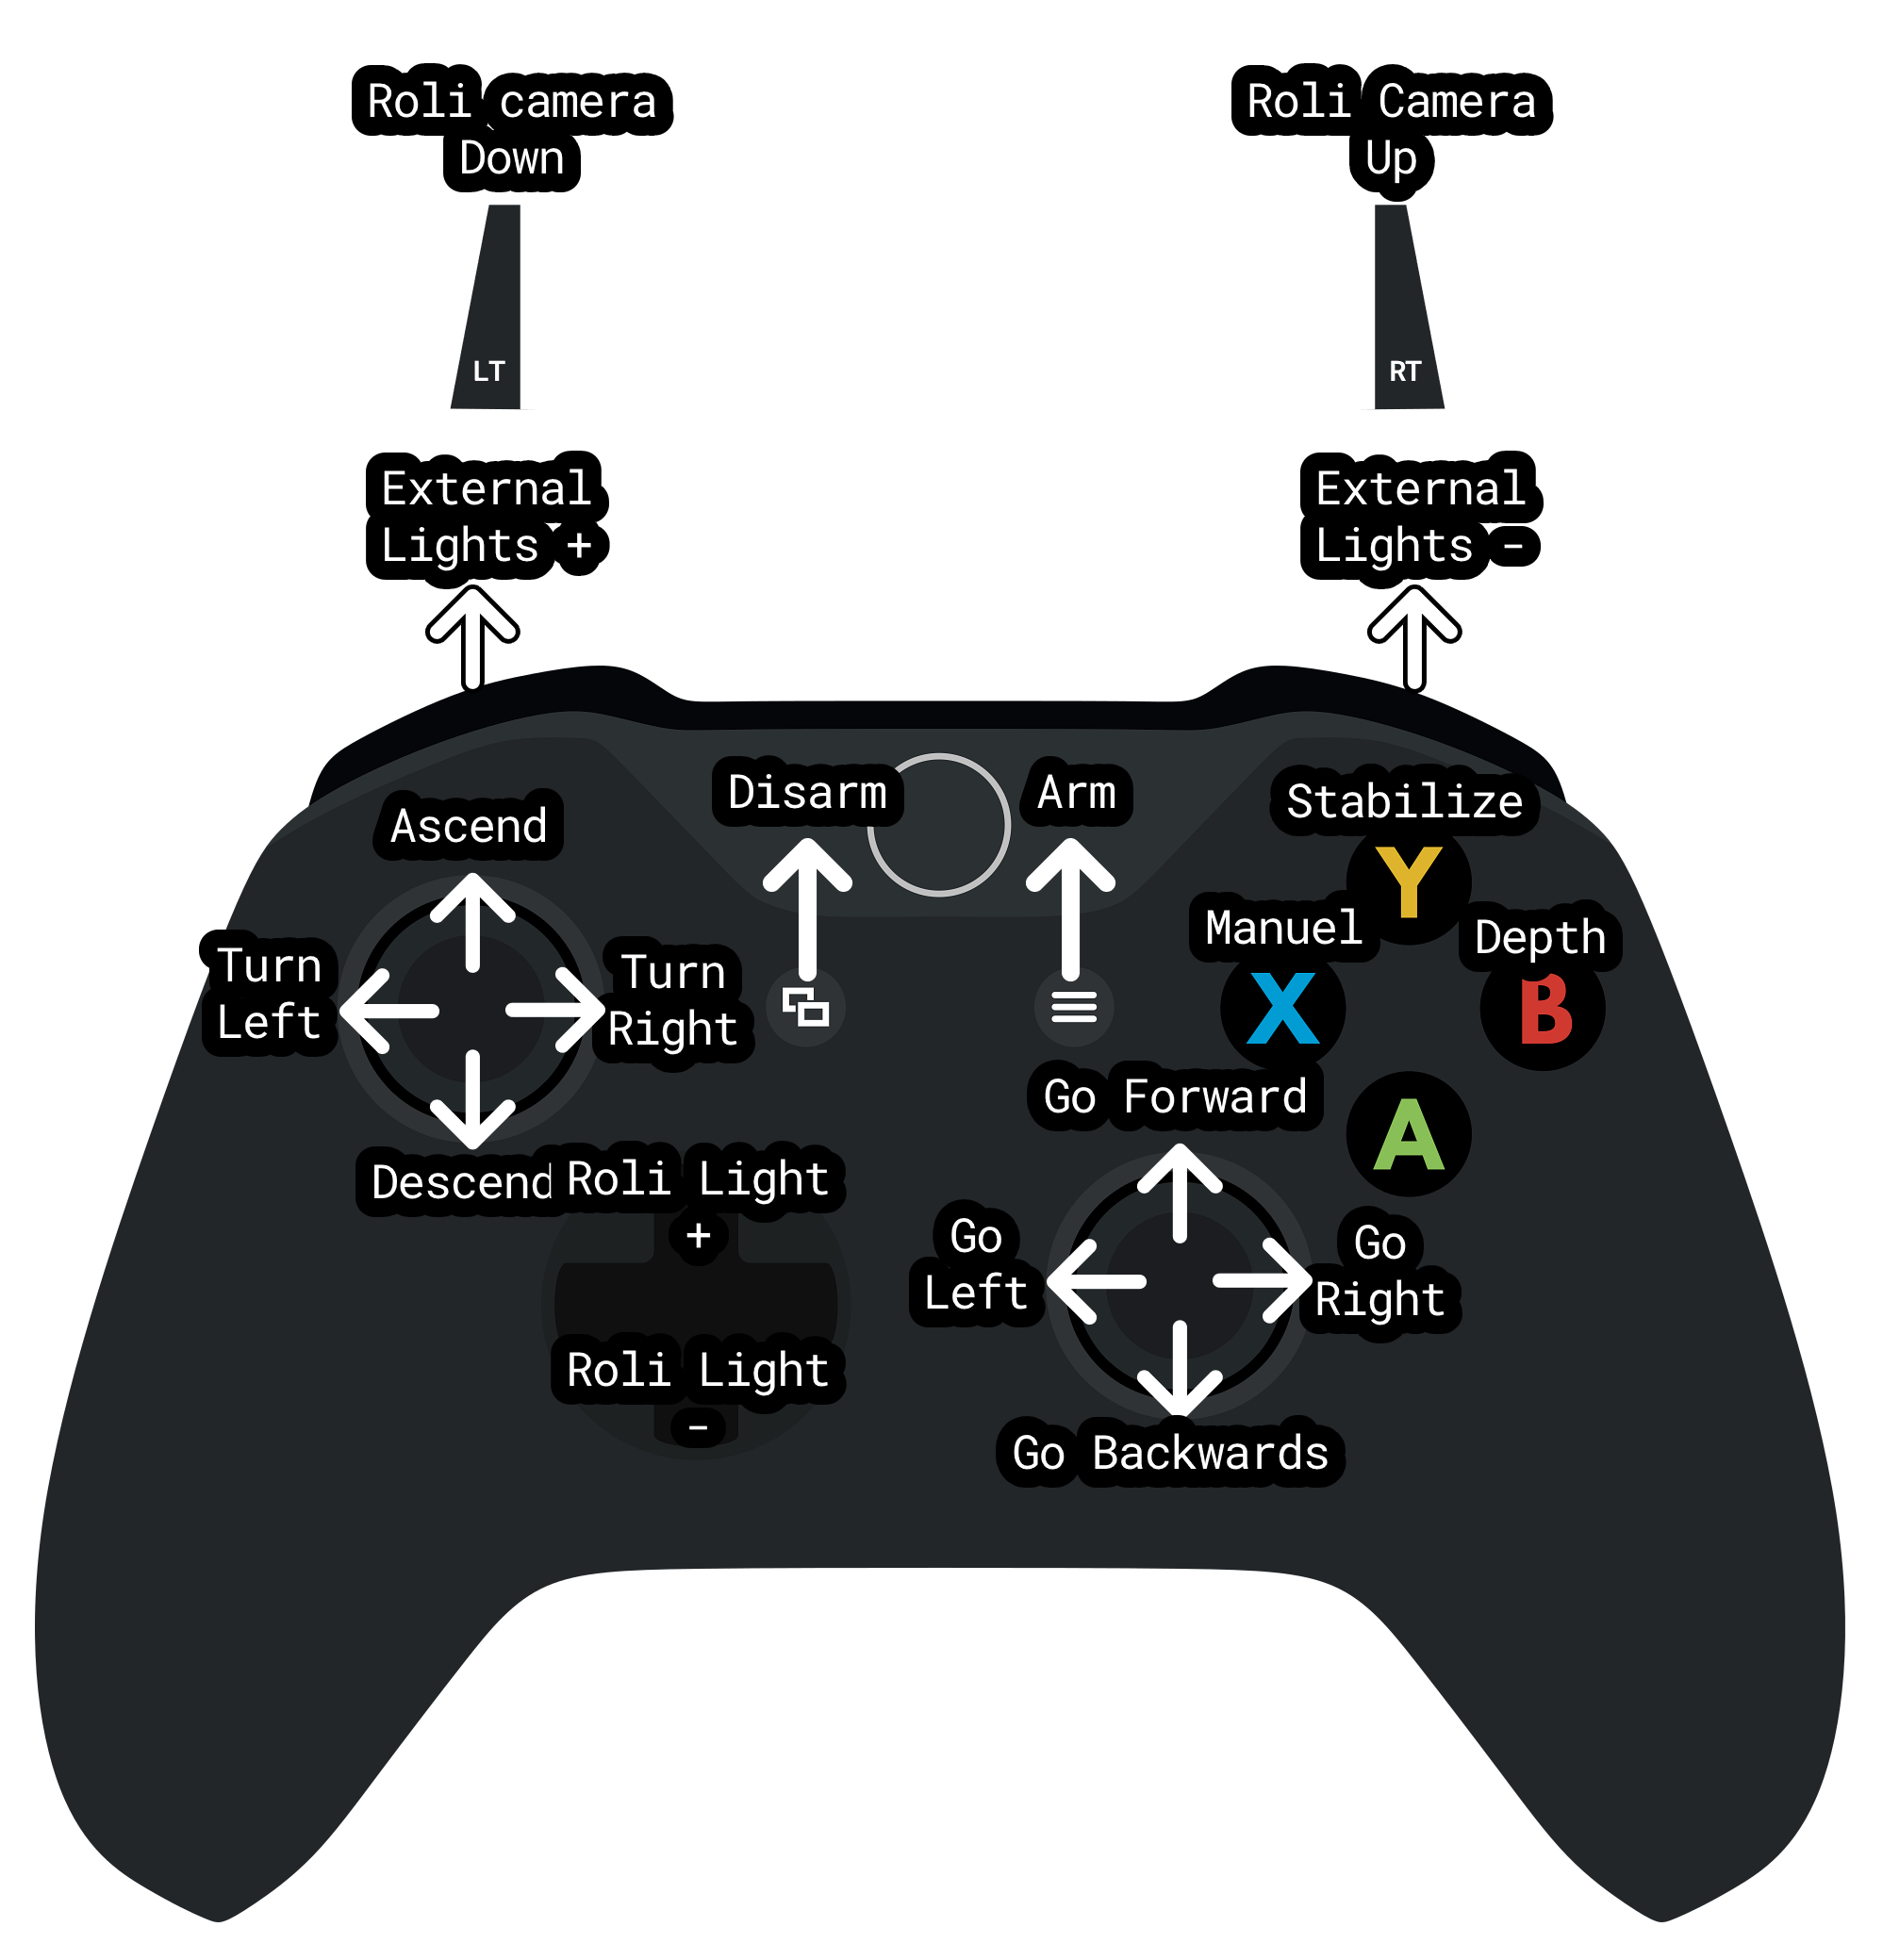 Roli camera
Down
Roli Camera
Up
LT
RT
External
Lights +
External
Lights -
Disarm
Arm
Stabilize
Ascend
Y
Manuel
Depth
Turn
Left
Turn
Right
X
B
Go Forward
A
Descend
Roli Light
+
Go
Left
Go
Right
Roli Light
-
Go Backwards